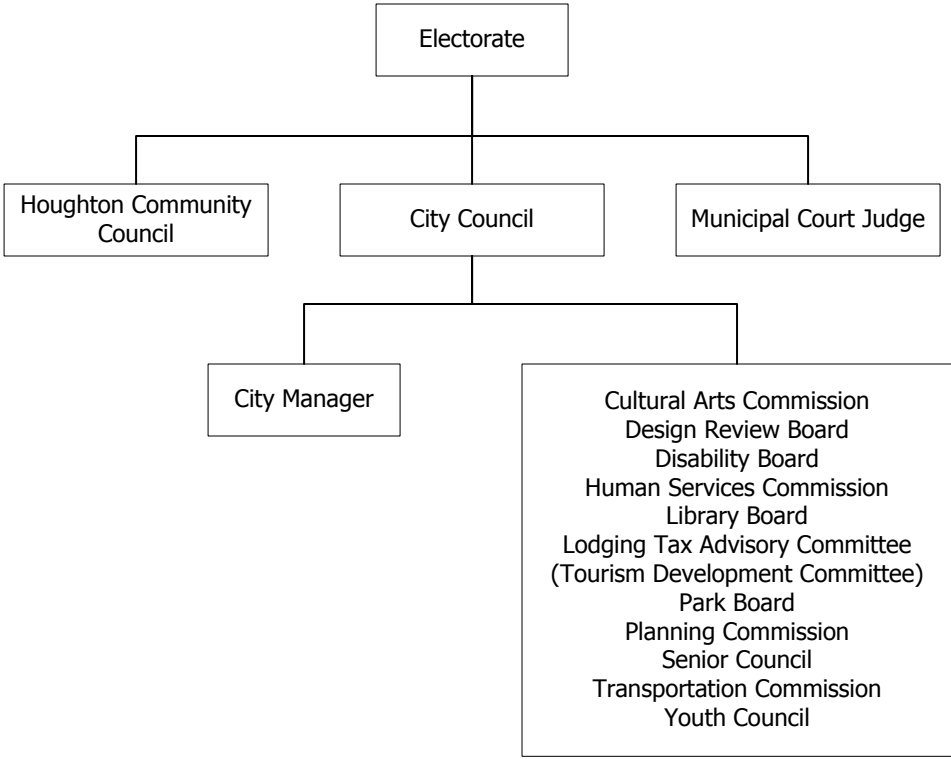 Electorate
Houghton Community
Council
City Council
Municipal Court Judge
City Manager
Cultural Arts Commission
Design Review Board
Disability Board
Human Services Commission
Library Board
Lodging Tax Advisory Committee
(Tourism Development Committee)
Park Board
Planning Commission
Senior Council
Transportation Commission
Youth Council